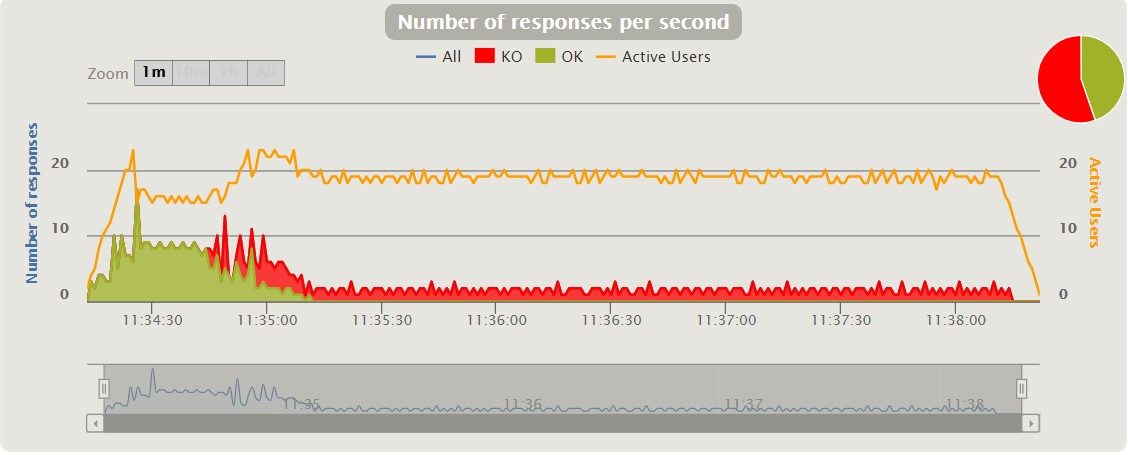 Number of responses per second
All KO OK Active Users
Zoom 1m 10m 1h All
Number of responses
20
10
0
20
10
0
Active Users
11:34:30 11:35:00 11:35:30 11:36:00 11:36:30 11:37:00 11:37:30 11:38:00
11:35 11:36 11:37 11:38